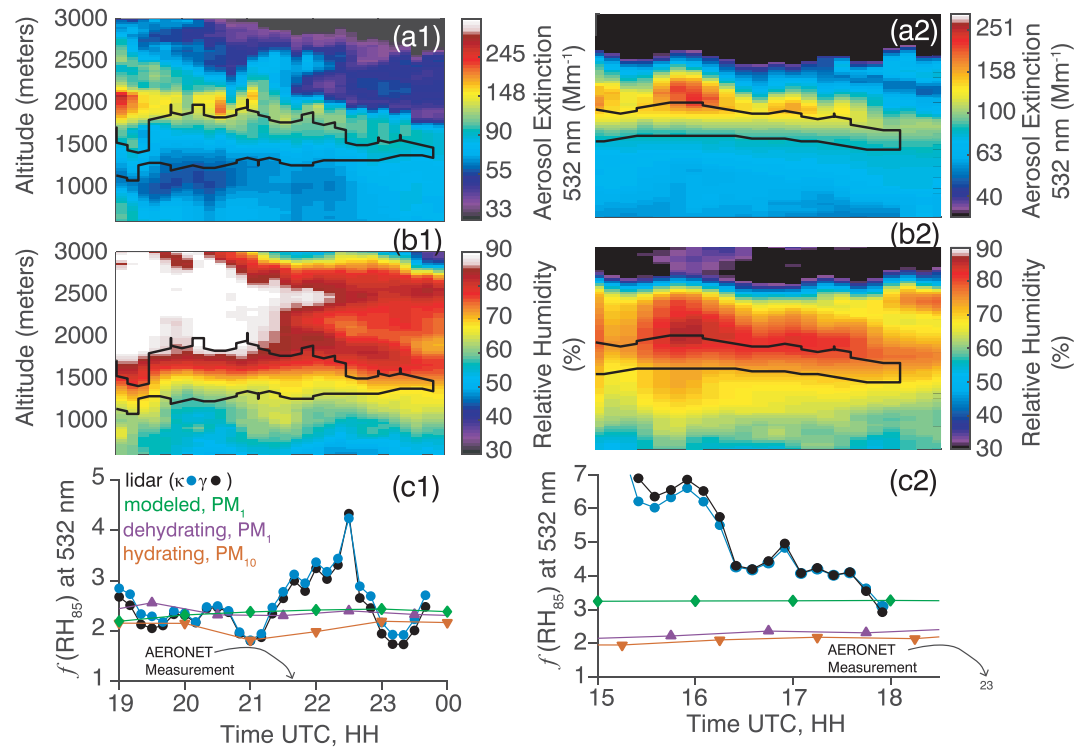 3000
2500
2000
1500
1000
Altitude (meters)
(a1)
245
148
90
55
33
Aerosol Extinction
532 nm (Mm⁻¹)
(a2)
251
158
100
63
40
Aerosol Extinction
532 nm (Mm⁻¹)
3000
2500
2000
1500
1000
Altitude (meters)
(b1)
90
80
70
60
50
40
30
Relative Humidity
(%)
(b2)
90
80
70
60
50
40
30
Relative Humidity
(%)
5
4
3
2
1
f (RH₈₅) at 532 nm
lidar (κ γ )
modeled, PM₁
dehydrating, PM₁
hydrating, PM₁₀
(c1)
AERONET
Measurement
19 20 21 22 23 00
Time UTC, HH
7
6
5
4
3
2
1
f (RH₈₅) at 532 nm
(c2)
AERONET
Measurement
23
15 16 17 18
Time UTC, HH